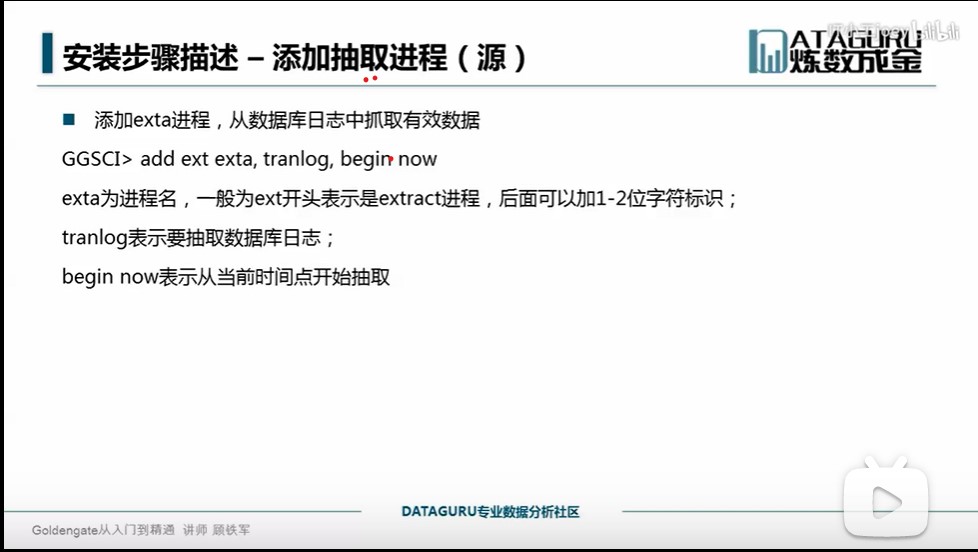 安装步骤描述 – 添加抽取进程（源）
ATAGURU
炼数成金
添加exta进程，从数据库日志中抓取有效数据
GGSCI> add ext exta, tranlog, begin now
exta为进程名，一般为ext开头表示是extract进程，后面可以加1-2位字符标识；
tranlog表示要抽取数据库日志；
begin now表示从当前时间点开始抽取
DATAGURU专业数据分析社区
Goldengate从入门到精通 讲师 顾铁军